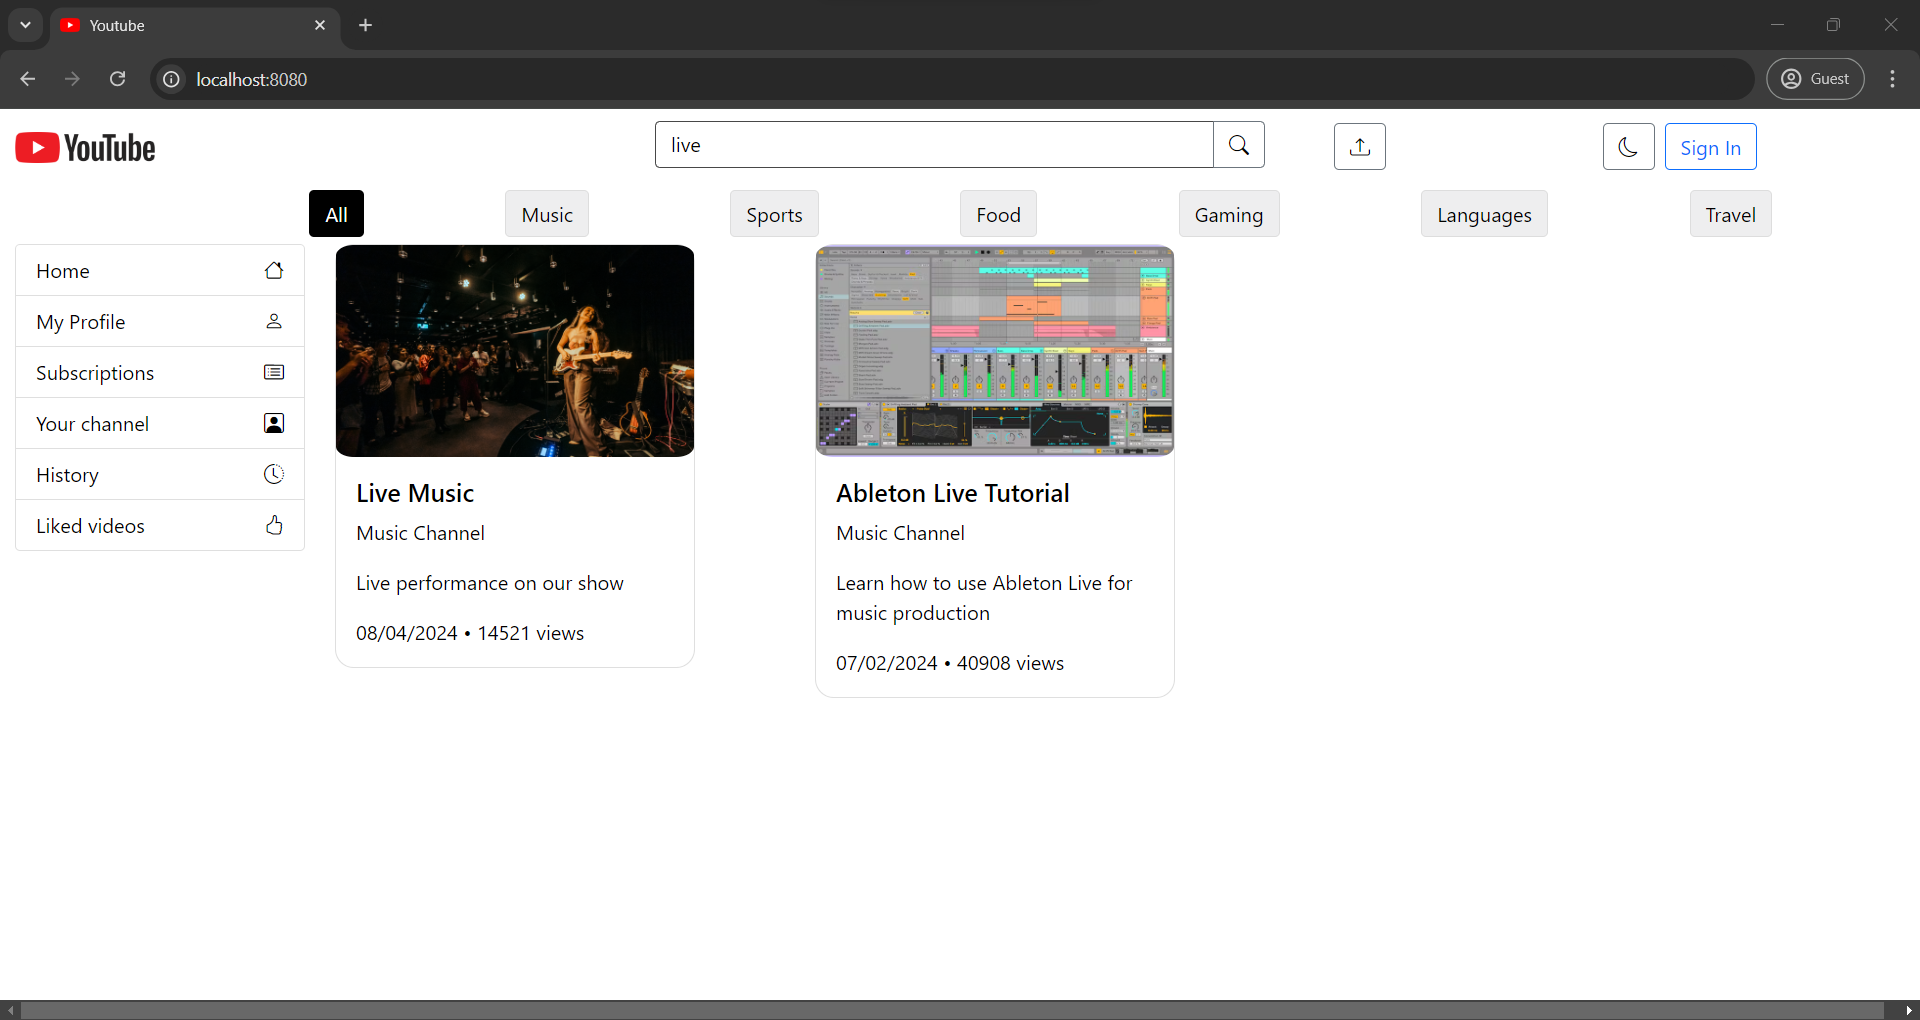 Youtube
localhost:8080
Guest
YouTube
live
Sign In
All
Music
Sports
Food
Gaming
Languages
Travel
Home
My Profile
Subscriptions
Your channel
History
Liked videos
Live Music
Music Channel
Live performance on our show
08/04/2024 • 14521 views
Ableton Live Tutorial
Music Channel
Learn how to use Ableton Live for
music production
07/02/2024 • 40908 views